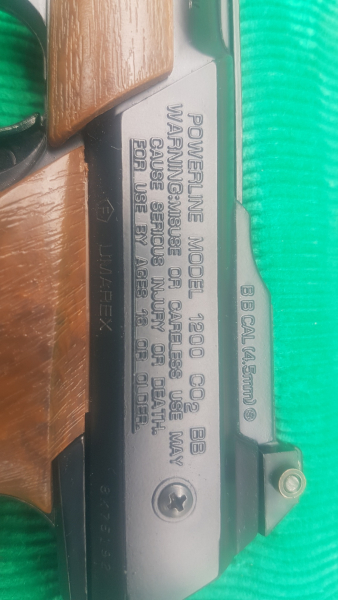 POWERLINE MODEL 1200 CO2 BB
WARNING: MISUSE OR CARELESS USE MAY
CAUSE SERIOUS INJURY OR DEATH.
FOR USE BY AGES 16 OR OLDER.
B B CAL (4.5mm)
UMAREX